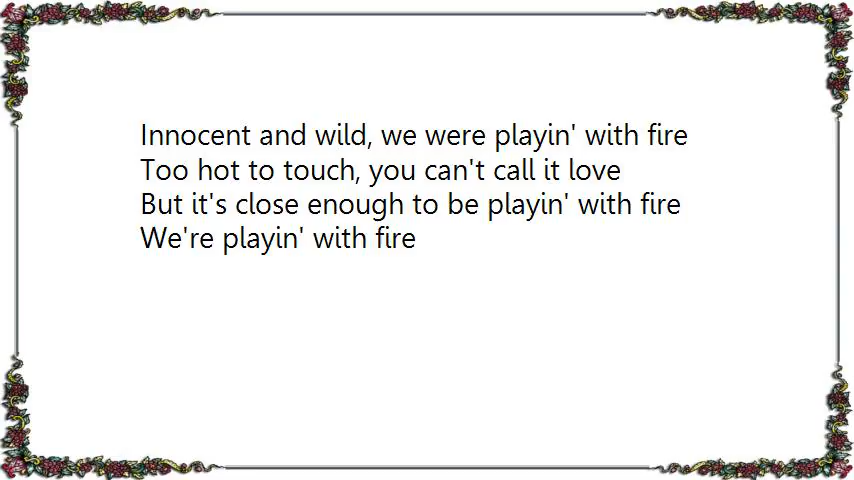 Innocent and wild, we were playin' with fire
Too hot to touch, you can't call it love
But it's close enough to be playin' with fire
We're playin' with fire